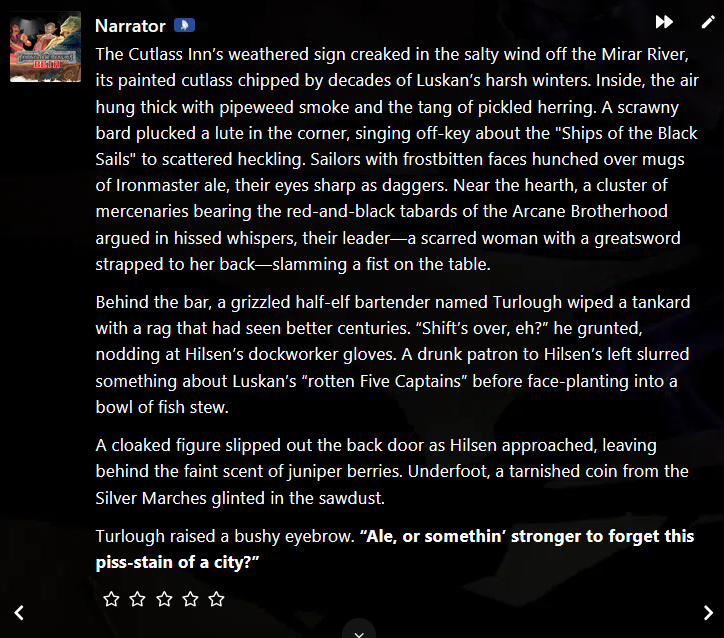 Narrator
The Cutlass Inn’s weathered sign creaked in the salty wind off the Mirar River,
its painted cutlass chipped by decades of Luskan’s harsh winters. Inside, the air
hung thick with pipeweed smoke and the tang of pickled herring. A scrawny
bard plucked a lute in the corner, singing off-key about the "Ships of the Black
Sails" to scattered heckling. Sailors with frostbitten faces hunched over mugs
of Ironmaster ale, their eyes sharp as daggers. Near the hearth, a cluster of
mercenaries bearing the red-and-black tabards of the Arcane Brotherhood
argued in hissed whispers, their leader—a scarred woman with a greatsword
strapped to her back—slamming a fist on the table.
Behind the bar, a grizzled half-elf bartender named Turlough wiped a tankard
with a rag that had seen better centuries. “Shift’s over, eh?” he grunted,
nodding at Hilsen’s dockworker gloves. A drunk patron to Hilsen’s left slurred
something about Luskan’s “rotten Five Captains” before face-planting into a
bowl of fish stew.
A cloaked figure slipped out the back door as Hilsen approached, leaving
behind the faint scent of juniper berries. Underfoot, a tarnished coin from the
Silver Marches glinted in the sawdust.
Turlough raised a bushy eyebrow. “Ale, or somethin’ stronger to forget this
piss-stain of a city?”